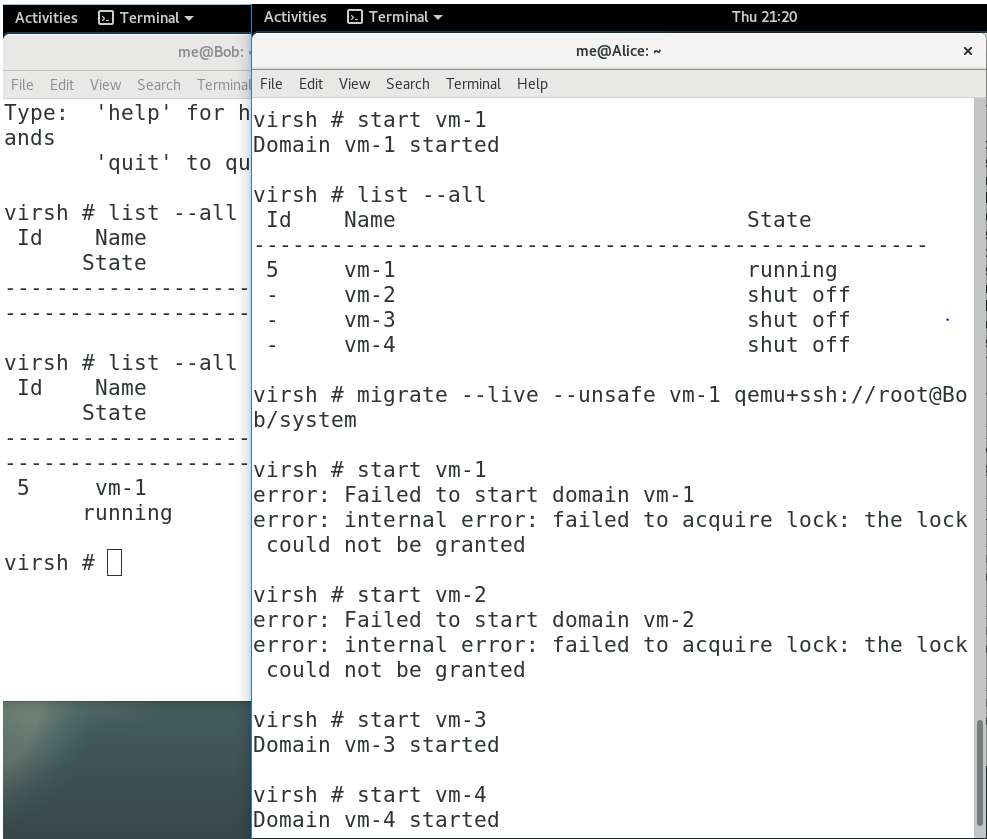 Activities Terminal
me@Bob:
File Edit View Search Terminal
Type:  'help' for h
ands
       'quit' to qu
virsh # list --all
 Id    Name
      State
-------------------
-------------------
virsh # list --all
 Id    Name
      State
-------------------
-------------------
 5     vm-1
      running
virsh #
Activities Terminal Thu 21:20
me@Alice: ~ ×
File Edit View Search Terminal Help
virsh # start vm-1
Domain vm-1 started
virsh # list --all
 Id    Name                           State
----------------------------------------------------
 5     vm-1                           running
 -     vm-2                           shut off
 -     vm-3                           shut off
 -     vm-4                           shut off
virsh # migrate --live --unsafe vm-1 qemu+ssh://root@Bo
b/system
virsh # start vm-1
error: Failed to start domain vm-1
error: internal error: failed to acquire lock: the lock
 could not be granted
virsh # start vm-2
error: Failed to start domain vm-2
error: internal error: failed to acquire lock: the lock
 could not be granted
virsh # start vm-3
Domain vm-3 started
virsh # start vm-4
Domain vm-4 started